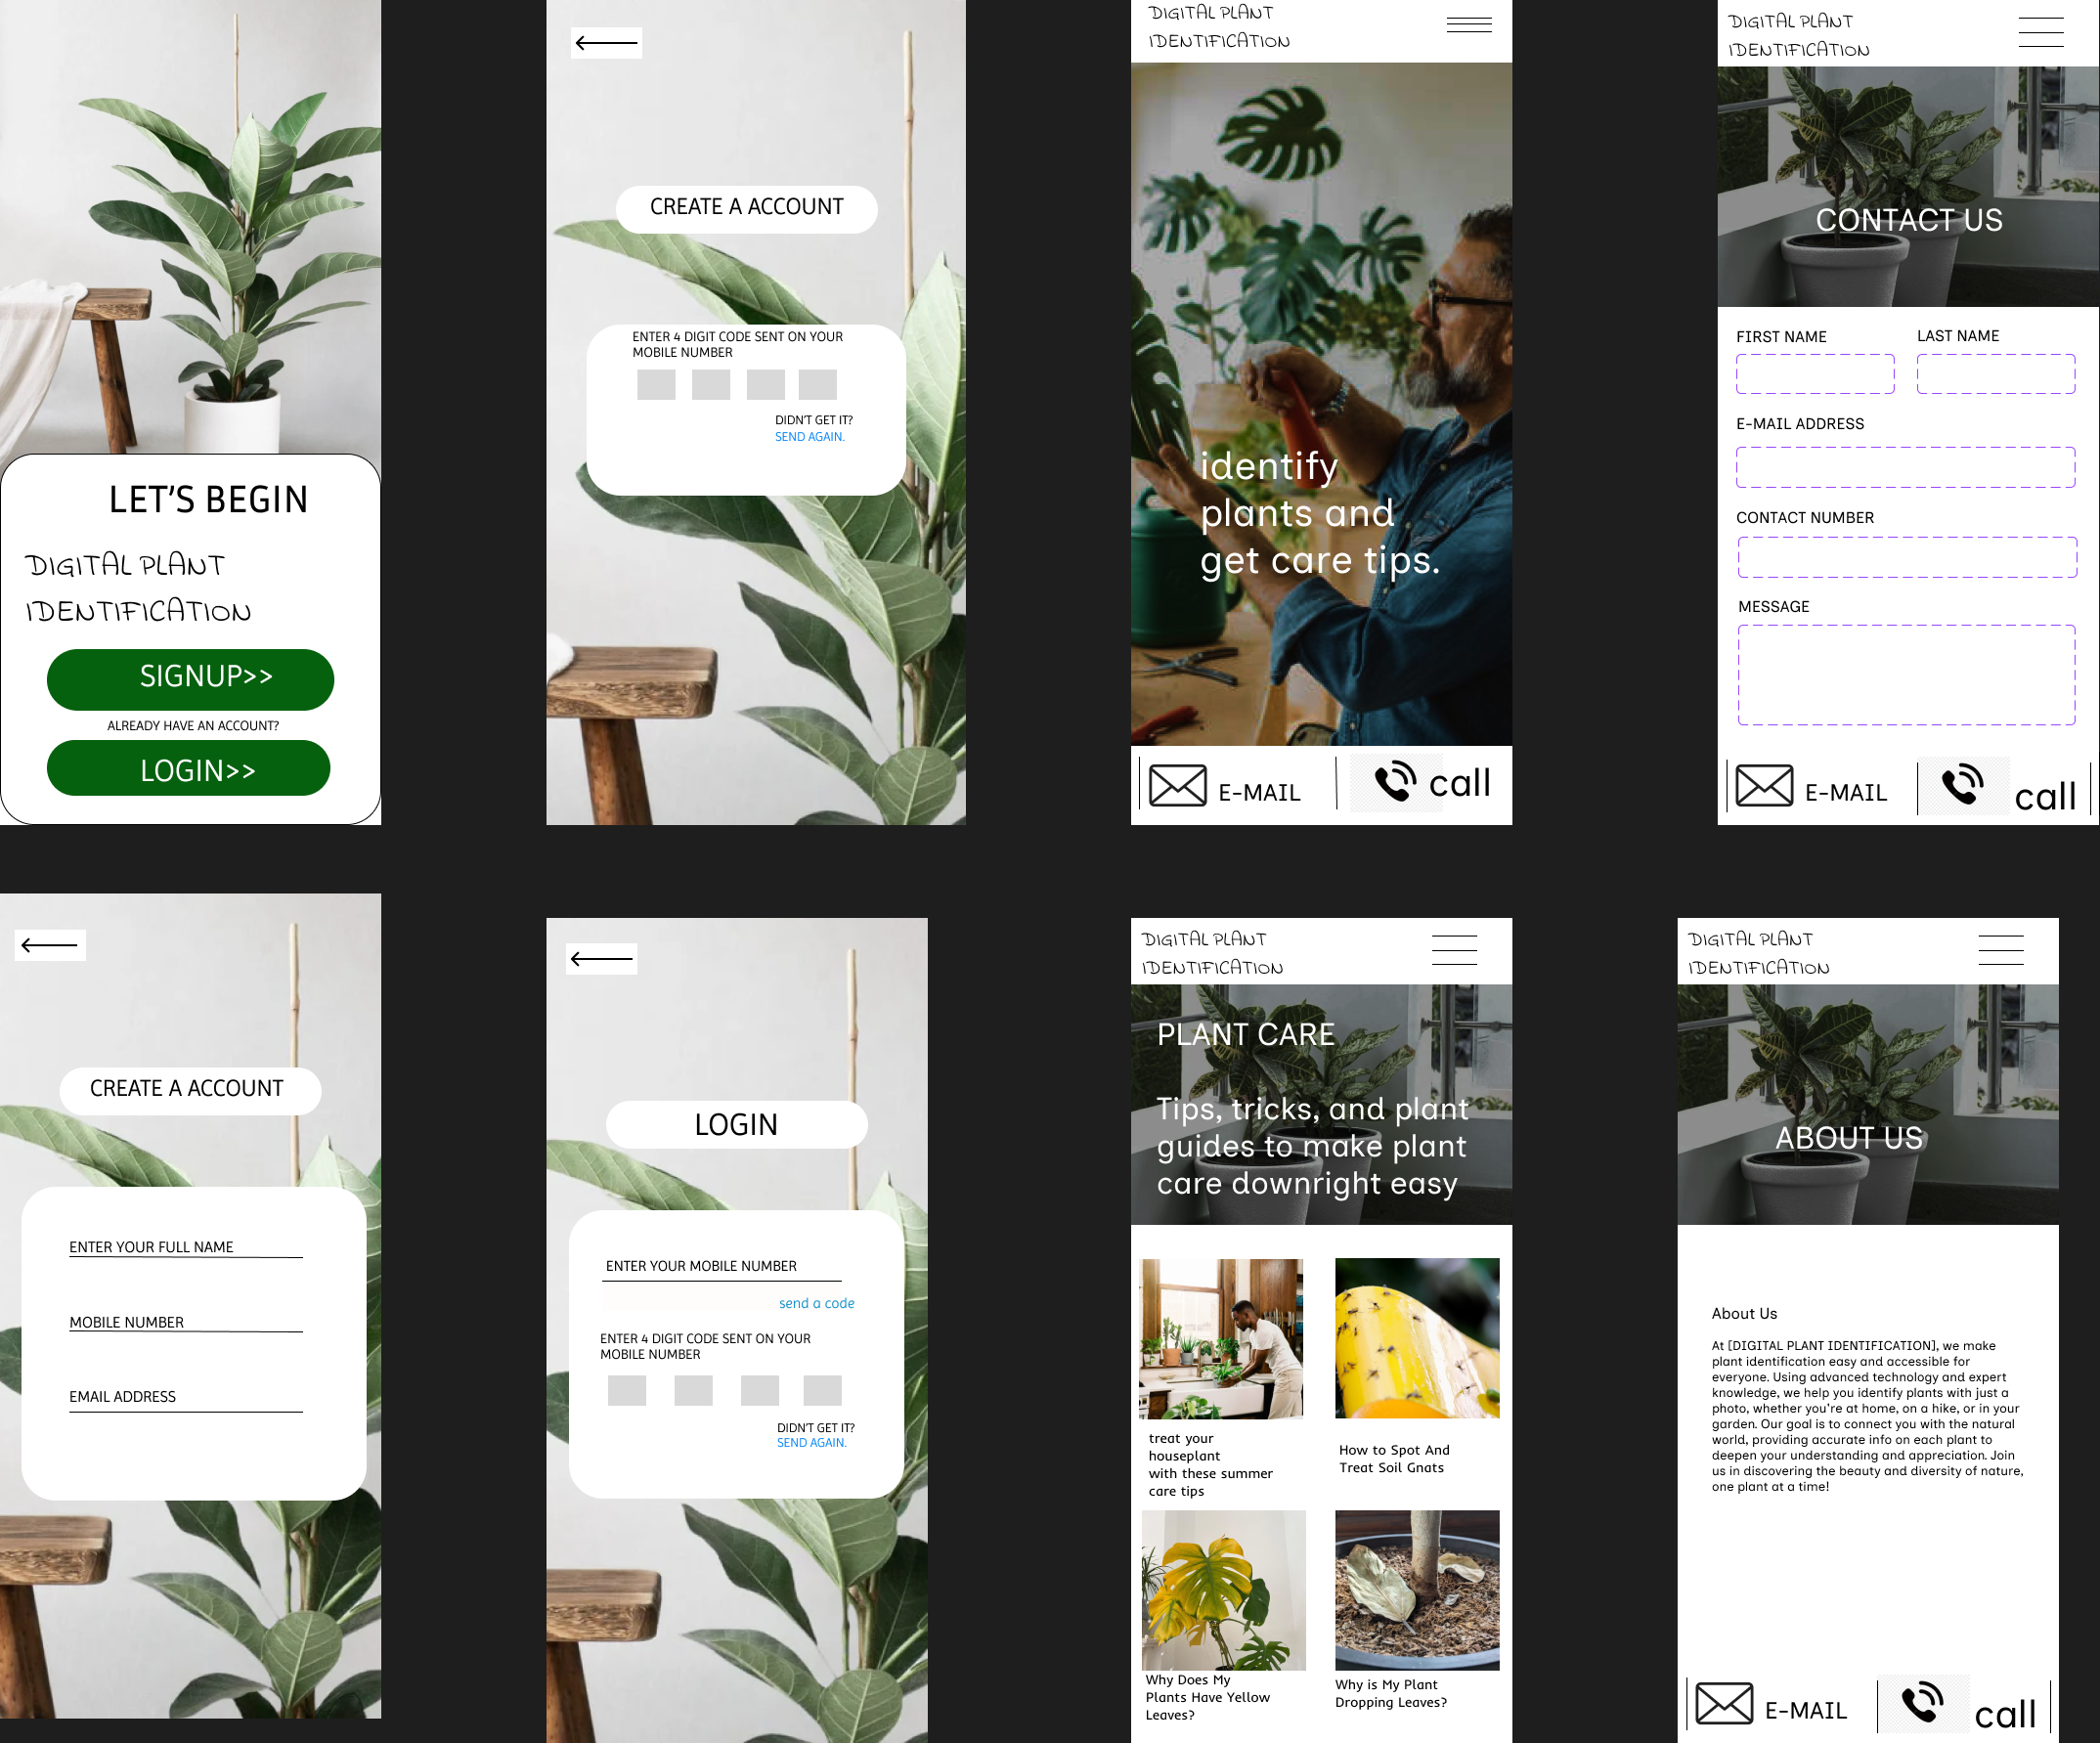 LET'S BEGIN
DIGITAL PLANT
IDENTIFICATION
SIGNUP>>
ALREADY HAVE AN ACCOUNT?
LOGIN>>
CREATE A ACCOUNT
ENTER 4 DIGIT CODE SENT ON YOUR
MOBILE NUMBER
DIDN'T GET IT?
SEND AGAIN.
DIGITAL PLANT
IDENTIFICATION
identify
plants and
get care tips.
E-MAIL
call
DIGITAL PLANT
IDENTIFICATION
CONTACT US
FIRST NAME
LAST NAME
E-MAIL ADDRESS
CONTACT NUMBER
MESSAGE
E-MAIL
call
CREATE A ACCOUNT
ENTER YOUR FULL NAME
MOBILE NUMBER
EMAIL ADDRESS
LOGIN
ENTER YOUR MOBILE NUMBER
send a code
ENTER 4 DIGIT CODE SENT ON YOUR
MOBILE NUMBER
DIDN'T GET IT?
SEND AGAIN.
DIGITAL PLANT
IDENTIFICATION
PLANT CARE
Tips, tricks, and plant
guides to make plant
care downright easy
treat your
houseplant
with these summer
care tips
How to Spot And
Treat Soil Gnats
Why Does My
Plants Have Yellow
Leaves?
Why is My Plant
Dropping Leaves?
DIGITAL PLANT
IDENTIFICATION
ABOUT US
About Us
At [DIGITAL PLANT IDENTIFICATION], we make
plant identification easy and accessible for
everyone. Using advanced technology and expert
knowledge, we help you identify plants with just a
photo, whether you're at home, on a hike, or in your
garden. Our goal is to connect you with the natural
world, providing accurate info on each plant to
deepen your understanding and appreciation. Join
us in discovering the beauty and diversity of nature,
one plant at a time!
E-MAIL
call